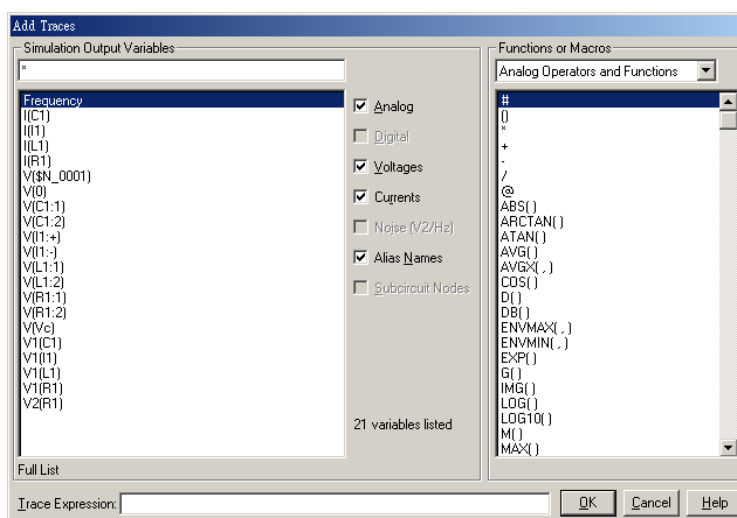 Add Traces
Simulation Output Variables
*
Frequency
I(C1)
I(I1)
I(L1)
I(R1)
V($N_0001)
V(0)
V(C1:1)
V(C1:2)
V(I1:+)
V(I1:-)
V(L1:1)
V(L1:2)
V(R1:1)
V(R1:2)
V(Vc)
V1(C1)
V1(I1)
V1(L1)
V1(R1)
V2(R1)
Full List
Analog
Digital
Voltages
Currents
Noise (V2/Hz)
Alias Names
Subcircuit Nodes
21 variables listed
Functions or Macros
Analog Operators and Functions
#
()
*
+
-
/
@
ABS( )
ARCTAN( )
ATAN( )
AVG( )
AVGX( , )
COS( )
D( )
DB( )
ENVMAX( , )
ENVMIN( , )
EXP( )
G( )
IMG( )
LOG( )
LOG10( )
M( )
MAX( )
Trace Expression:
OK
Cancel
Help